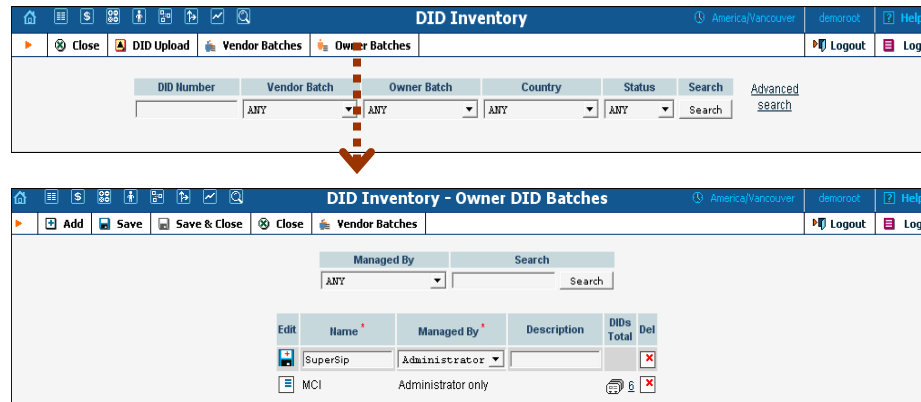 DID Inventory America/Vancouver demoroot Help
Close DID Upload Vendor Batches Owner Batches Logout Log
DID Number Vendor Batch Owner Batch Country Status Search Advanced search
ANY ANY ANY ANY Search
DID Inventory - Owner DID Batches America/Vancouver demoroot Help
Add Save Save & Close Close Vendor Batches Logout Log
Managed By Search
ANY Search
Edit Name * Managed By * Description DIDs Total Del
SuperSip Administrator
MCI Administrator only 6